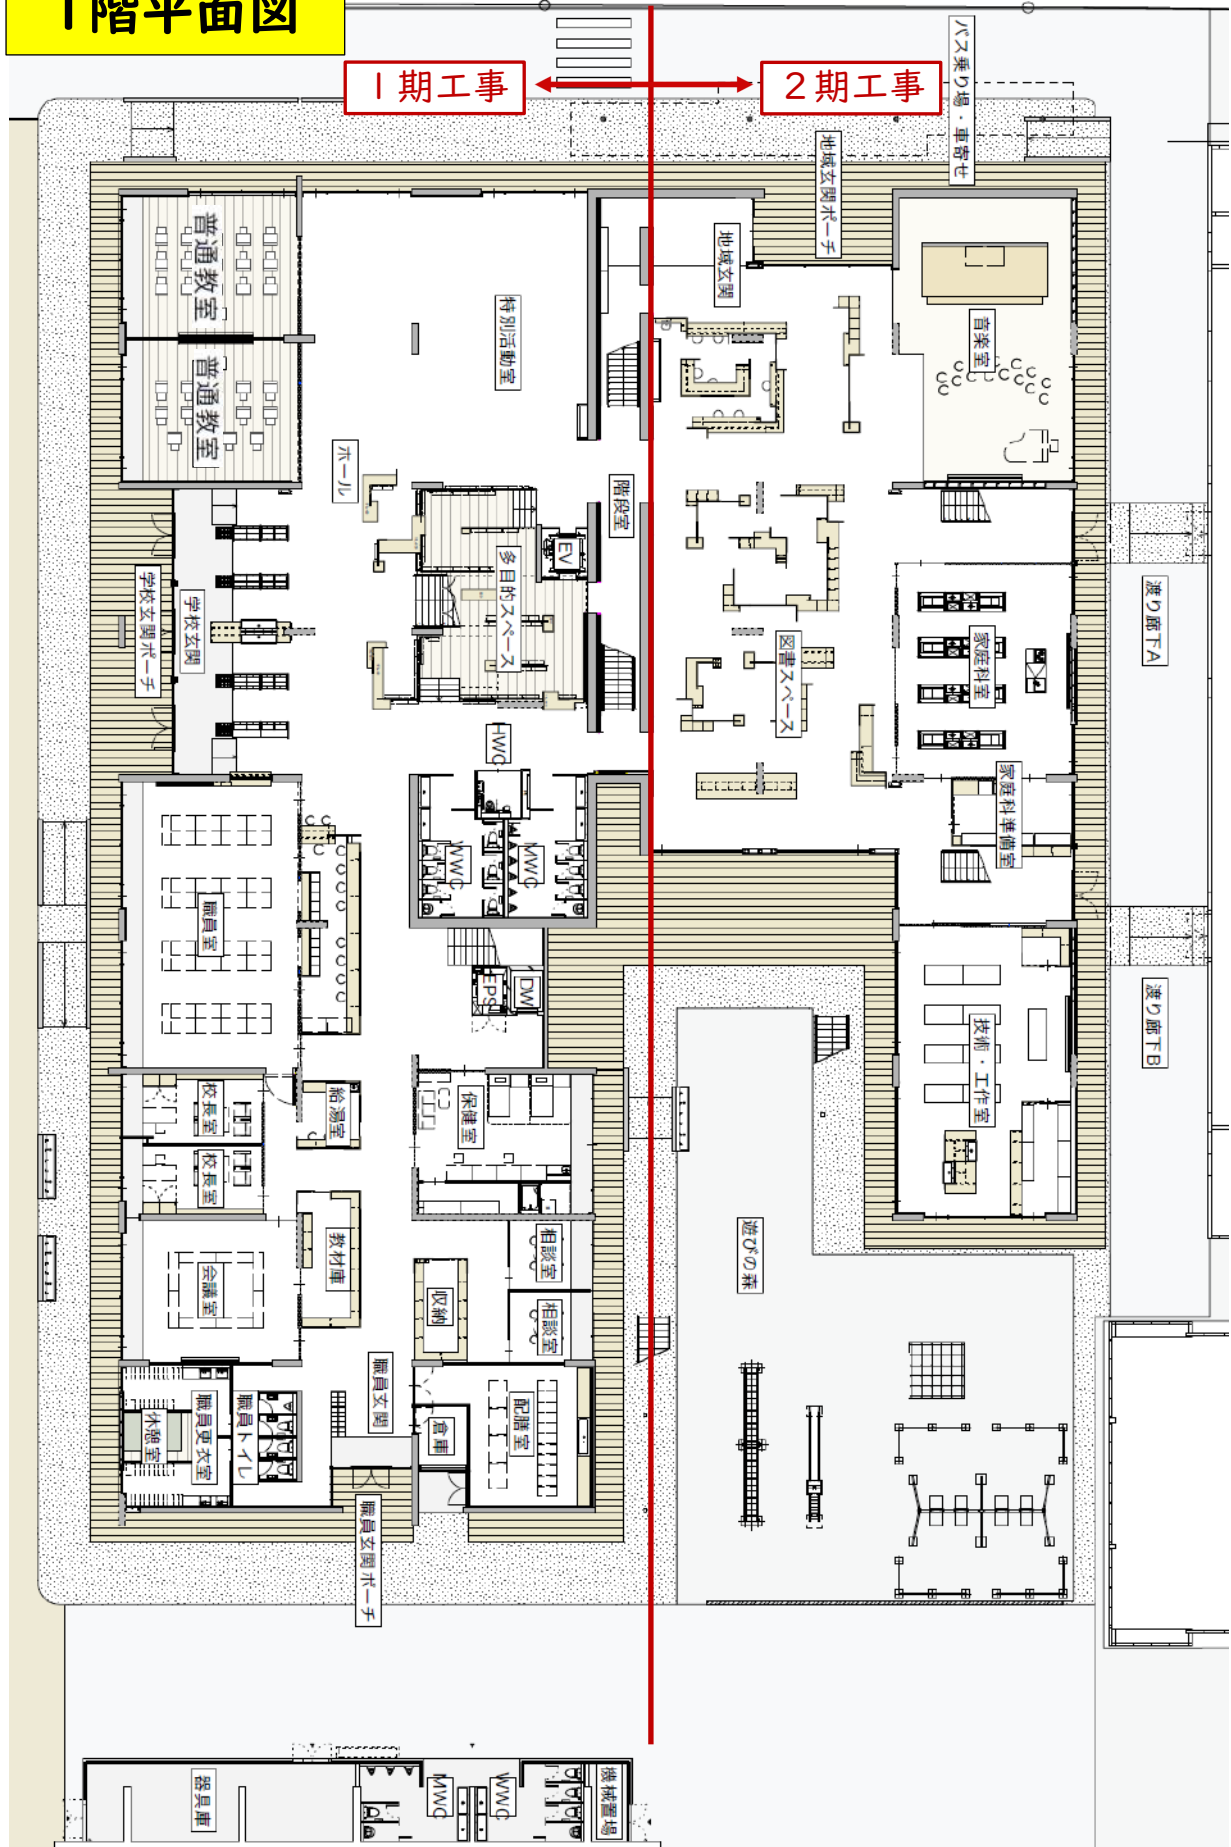 1階平面図
1期工事
2期工事
バス乗り場・車寄せ
地域玄関ポーチ
地域玄関
普通教室
普通教室
特別活動室
音楽室
ホール
階段室
EV
多目的スペース
学校玄関ポーチ
学校玄関
図書スペース
家庭科室
渡り廊下A
家庭科準備室
HWC
WWC
MWC
職員室
EPS
DW
渡り廊下B
技術・工作室
校長室
校長室
給湯室
保健室
会議室
教材庫
収納
相談室
相談室
遊びの森
職員玄関
配膳室
倉庫
職員トイレ
職員更衣室
休憩室
職員玄関ポーチ
器具庫
MWC
WWC
機械置場